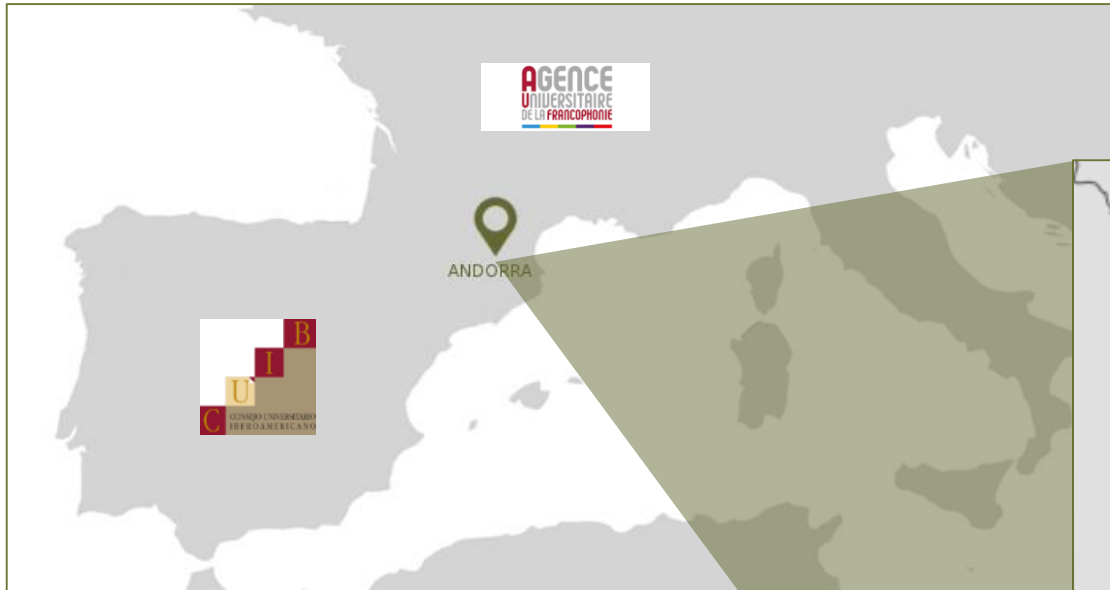 AGENCE
UNIVERSITAIRE
DE LA FRANCOPHONIE
ANDORRA
B
I
U
C
CONSEJO UNIVERSITARIO
IBEROAMERICANO